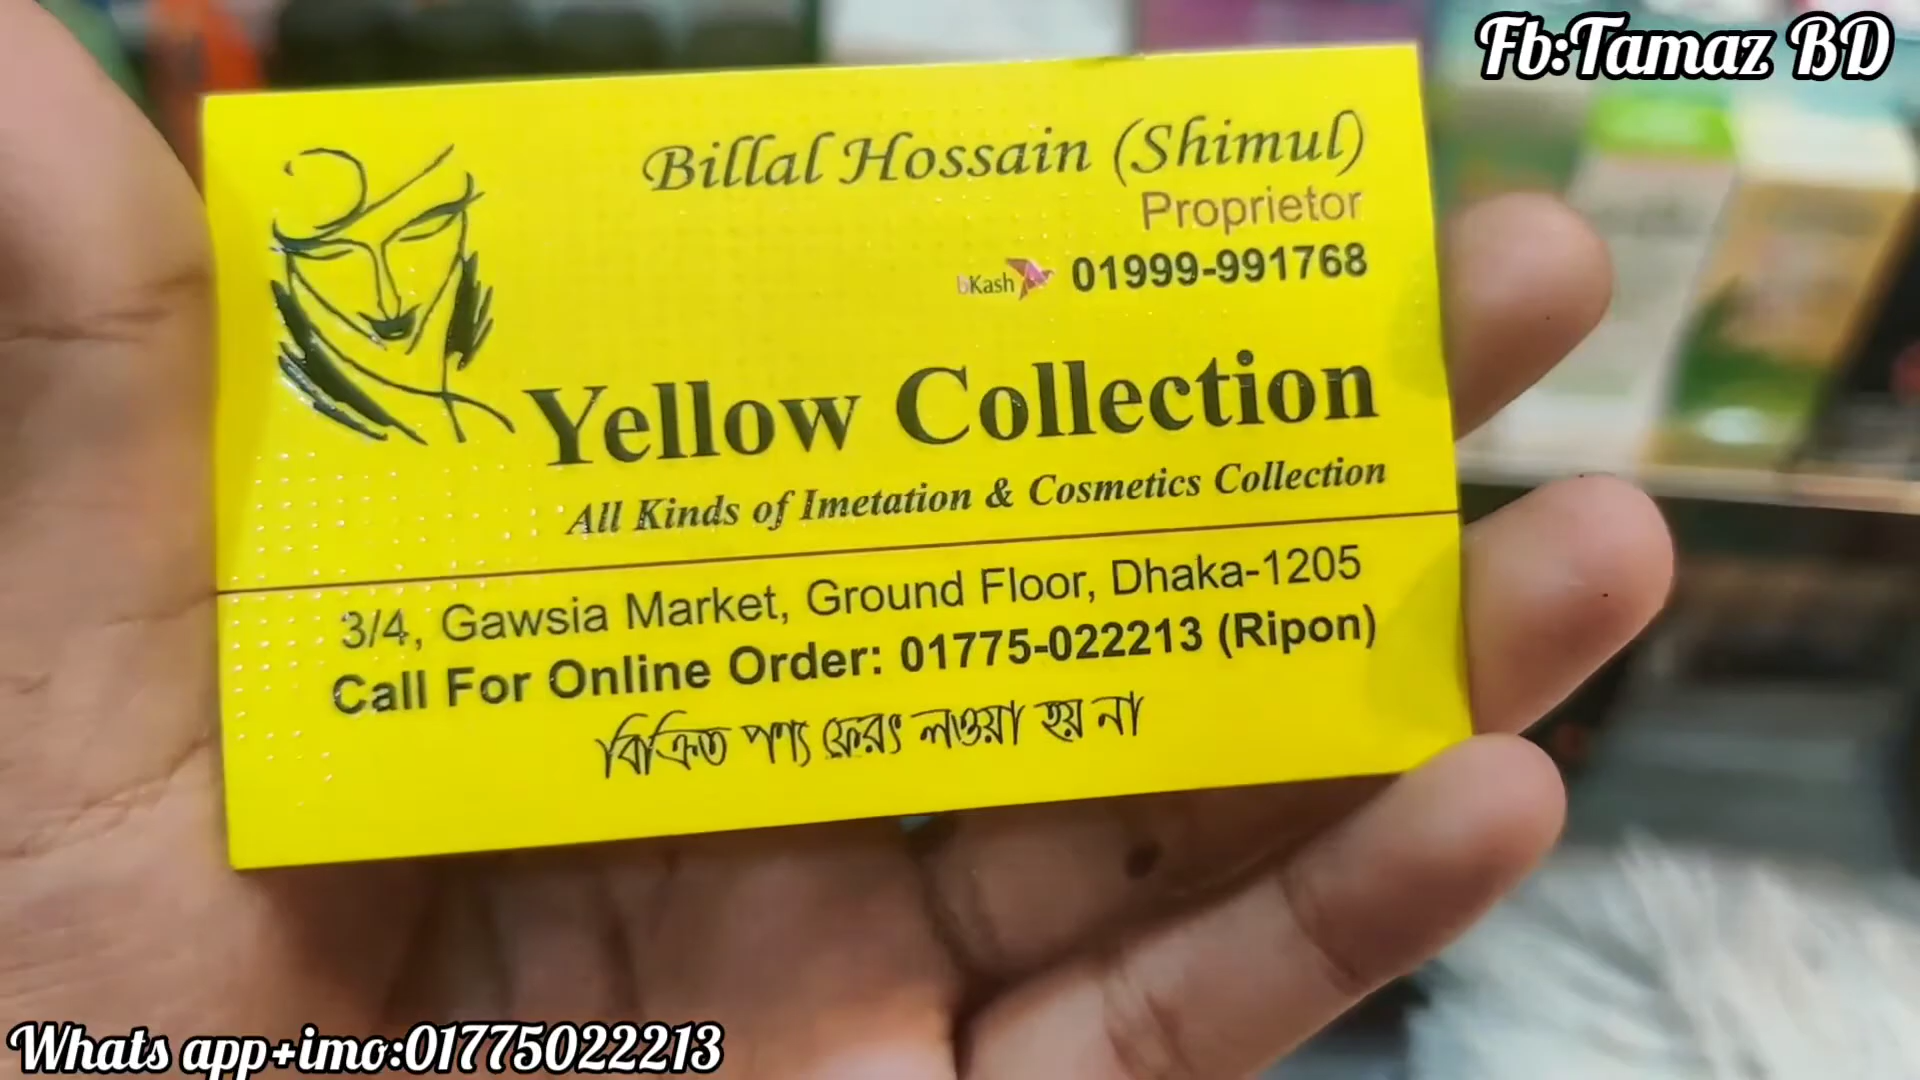 Fb:Tamaz BD
Billal Hossain (Shimul)
Proprietor
bKash 01999-991768
Yellow Collection
All Kinds of Imetation & Cosmetics Collection
3/4, Gawsia Market, Ground Floor, Dhaka-1205
Call For Online Order: 01775-022213 (Ripon)
বিক্রিত পণ্য ফেরৎ লওয়া হয় না
Whats app+imo:01775022213